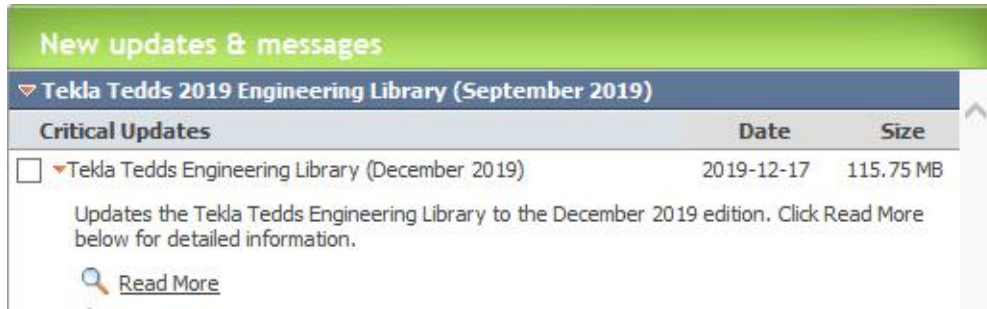 New updates & messages
Tekla Tedds 2019 Engineering Library (September 2019)
Critical Updates Date Size
Tekla Tedds Engineering Library (December 2019) 2019-12-17 115.75 MB
Updates the Tekla Tedds Engineering Library to the December 2019 edition. Click Read More
below for detailed information.
Read More